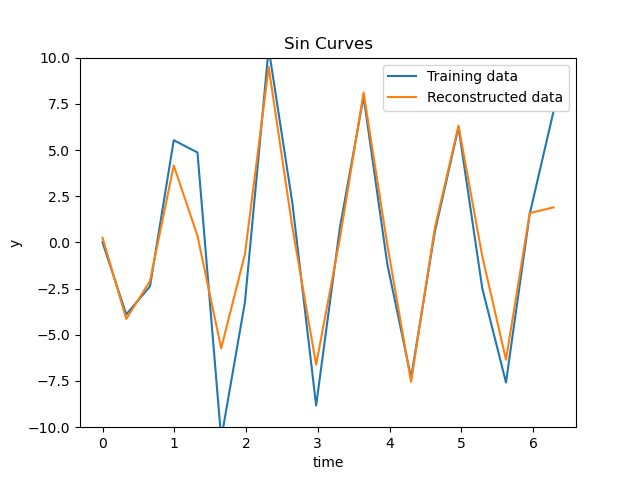 Sin Curves
Training data
Reconstructed data
10.0
7.5
5.0
2.5
0.0
−2.5
−5.0
−7.5
−10.0
y
0 1 2 3 4 5 6
time